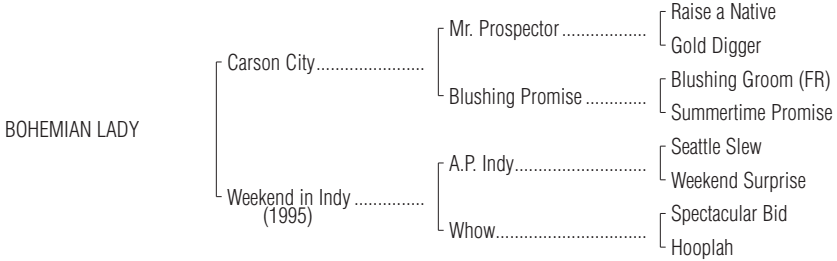 Raise a Native
Mr. Prospector..................
Gold Digger
Carson City.......................
Blushing Groom (FR)
Blushing Promise .............
Summertime Promise
BOHEMIAN LADY
Seattle Slew
A.P. Indy............................
Weekend Surprise
Weekend in Indy ...............
(1995)
Spectacular Bid
Whow................................
Hooplah